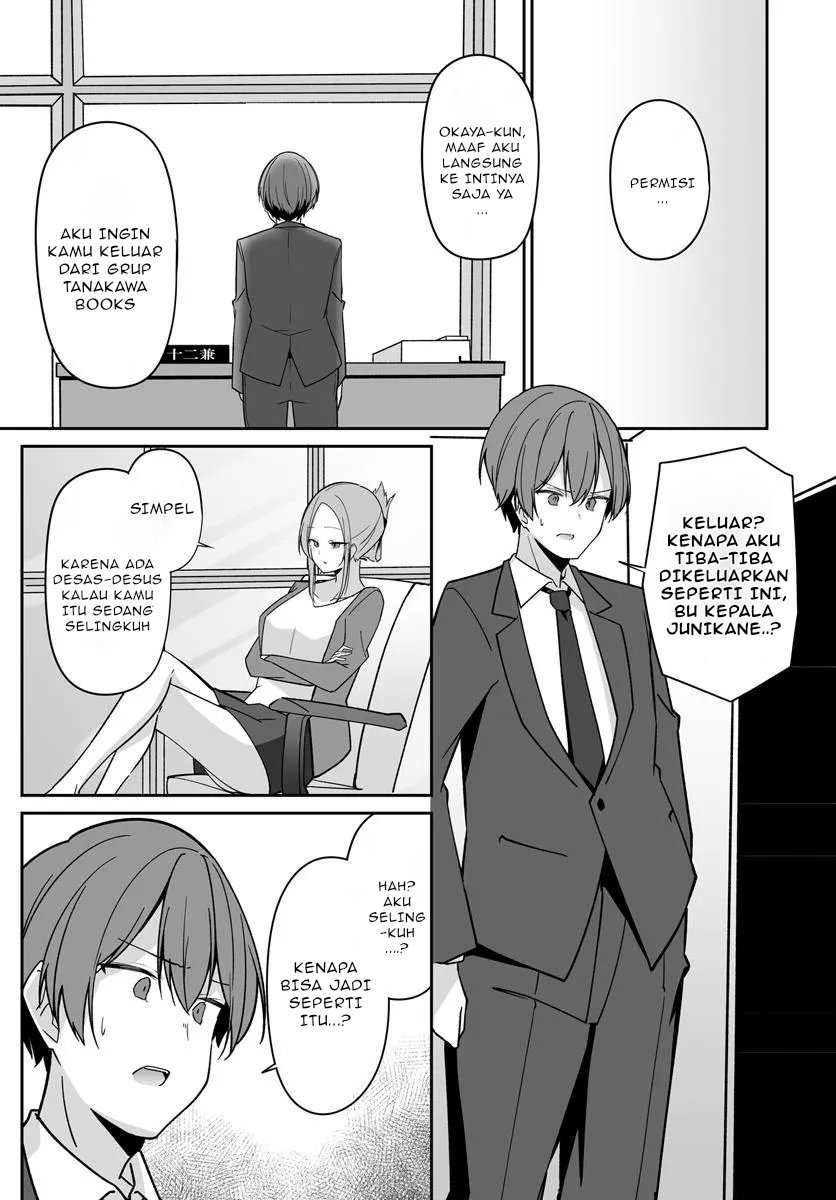 PERMISI
...
OKAYA-KUN,
MAAF AKU
LANGSUNG
KE INTINYA
SAJA YA
...
AKU INGIN
KAMU KELUAR
DARI GRUP
TANAKAWA
BOOKS
十二兼
KELUAR?
KENAPA AKU
TIBA-TIBA
DIKELUARKAN
SEPERTI INI,
BU KEPALA
JUNIKANE..?
SIMPEL
KARENA ADA
DESAS-DESUS
KALAU KAMU
ITU SEDANG
SELINGKUH
HAH?
AKU
SELING
-KUH
....?
KENAPA
BISA JADI
SEPERTI
ITU...?